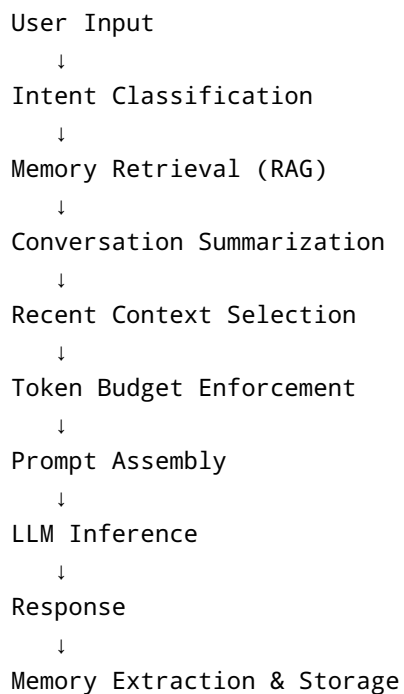 User Input
↓
Intent Classification
↓
Memory Retrieval (RAG)
↓
Conversation Summarization
↓
Recent Context Selection
↓
Token Budget Enforcement
↓
Prompt Assembly
↓
LLM Inference
↓
Response
↓
Memory Extraction & Storage